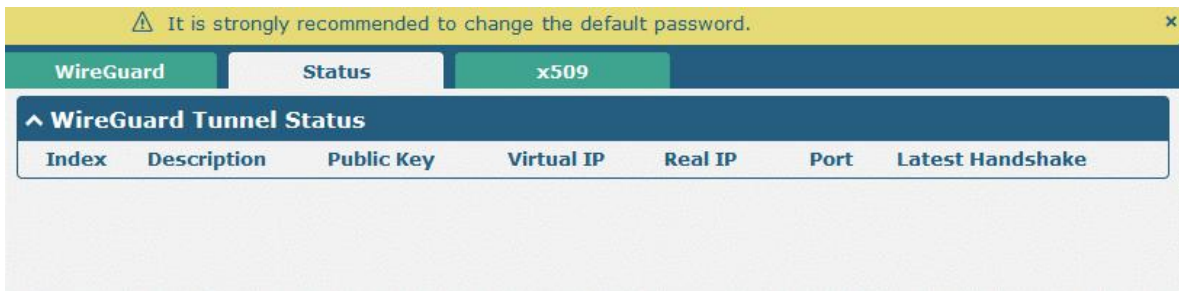 ⚠ It is strongly recommended to change the default password. ×
WireGuard Status x509
^ WireGuard Tunnel Status
Index Description Public Key Virtual IP Real IP Port Latest Handshake